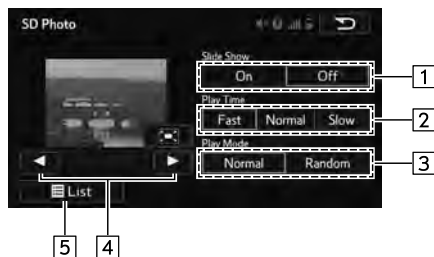 SD Photo
Slide Show
On Off
1
Play Time
Fast Normal Slow
2
Play Mode
Normal Random
3
List
5 4